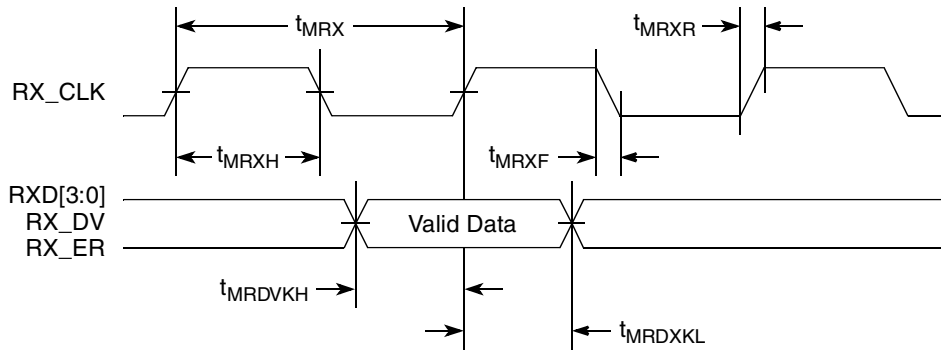 tMRX
tMRXR
RX_CLK
tMRXH
tMRXF
RXD[3:0]
RX_DV
Valid Data
RX_ER
tMRDVKH
tMRDXKL